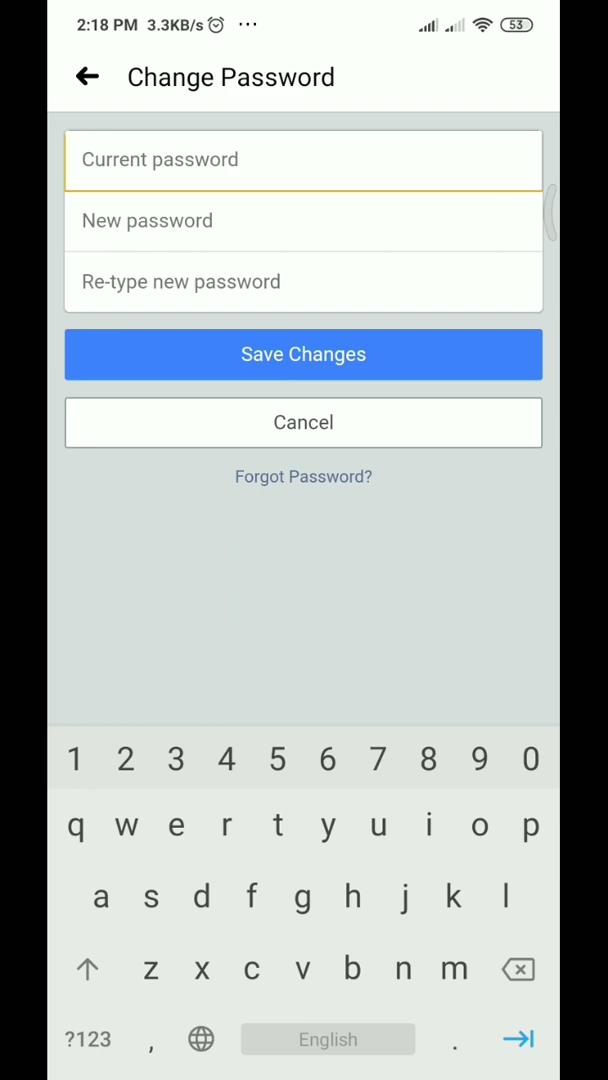 2:18 PM 3.3KB/s ... 53
Change Password
Current password
New password
Re-type new password
Save Changes
Cancel
Forgot Password?
1 2 3 4 5 6 7 8 9 0
q w e r t y u i o p
a s d f g h j k l
z x c v b n m
?123 , English .